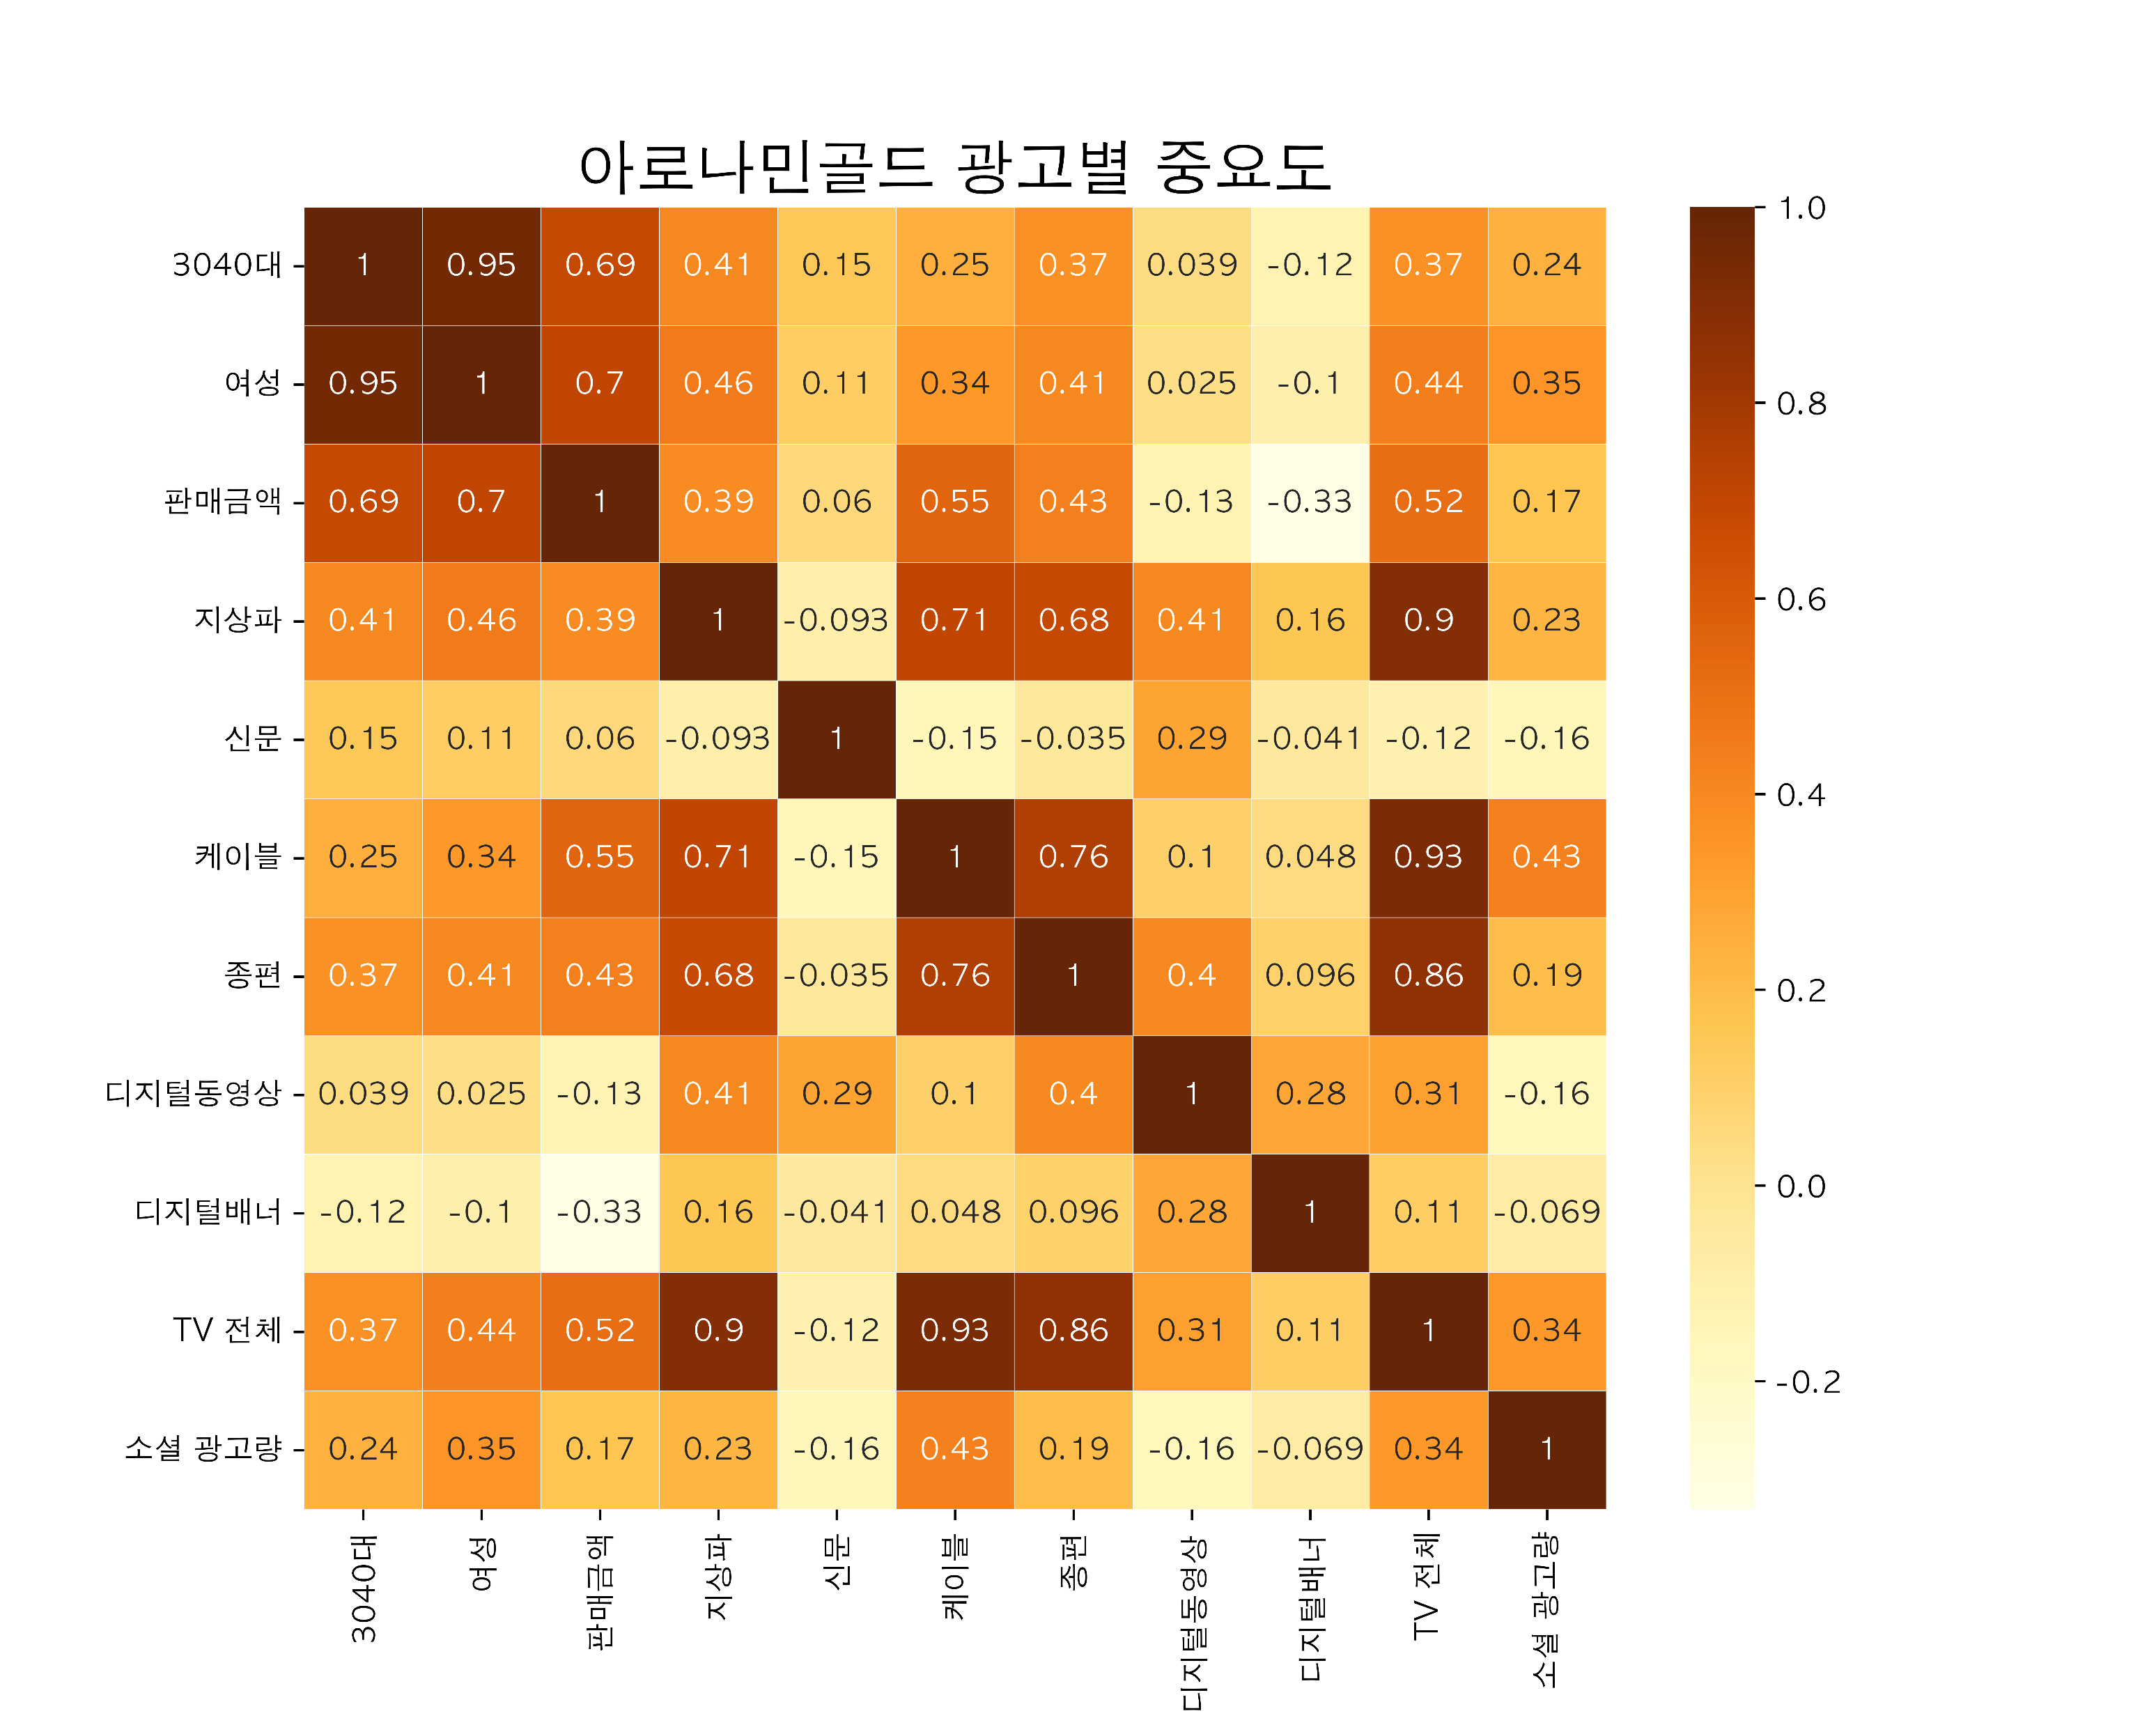 아로나민골드 광고별 중요도
3040대 1 0.95 0.69 0.41 0.15 0.25 0.37 0.039 -0.12 0.37 0.24
여성 0.95 1 0.7 0.46 0.11 0.34 0.41 0.025 -0.1 0.44 0.35
판매금액 0.69 0.7 1 0.39 0.06 0.55 0.43 -0.13 -0.33 0.52 0.17
지상파 0.41 0.46 0.39 1 -0.093 0.71 0.68 0.41 0.16 0.9 0.23
신문 0.15 0.11 0.06 -0.093 1 -0.15 -0.035 0.29 -0.041 -0.12 -0.16
케이블 0.25 0.34 0.55 0.71 -0.15 1 0.76 0.1 0.048 0.93 0.43
종편 0.37 0.41 0.43 0.68 -0.035 0.76 1 0.4 0.096 0.86 0.19
디지털동영상 0.039 0.025 -0.13 0.41 0.29 0.1 0.4 1 0.28 0.31 -0.16
디지털배너 -0.12 -0.1 -0.33 0.16 -0.041 0.048 0.096 0.28 1 0.11 -0.069
TV 전체 0.37 0.44 0.52 0.9 -0.12 0.93 0.86 0.31 0.11 1 0.34
소셜 광고량 0.24 0.35 0.17 0.23 -0.16 0.43 0.19 -0.16 -0.069 0.34 1
3040대
여성
판매금액
지상파
신문
케이블
종편
디지털동영상
디지털배너
TV 전체
소셜 광고량
1.0
0.8
0.6
0.4
0.2
0.0
-0.2